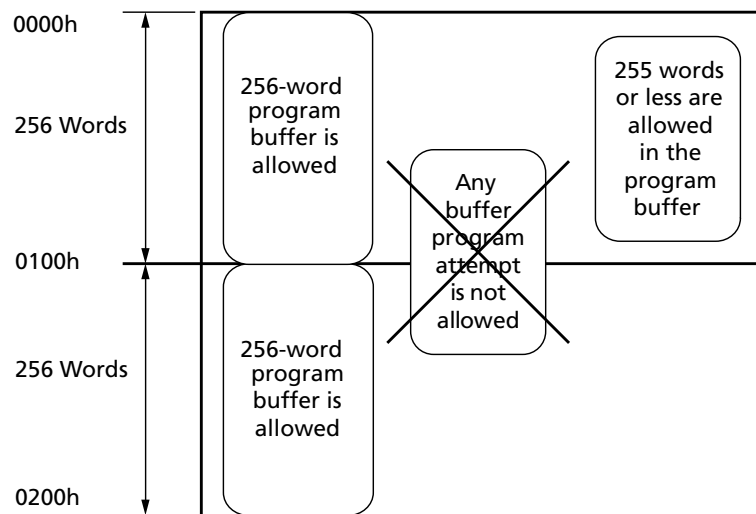 0000h
256 Words
0100h
256 Words
0200h
256-word
program
buffer is
allowed
256-word
program
buffer is
allowed
Any
buffer
program
attempt
is not
allowed
255 words
or less are
allowed
in the
program
buffer